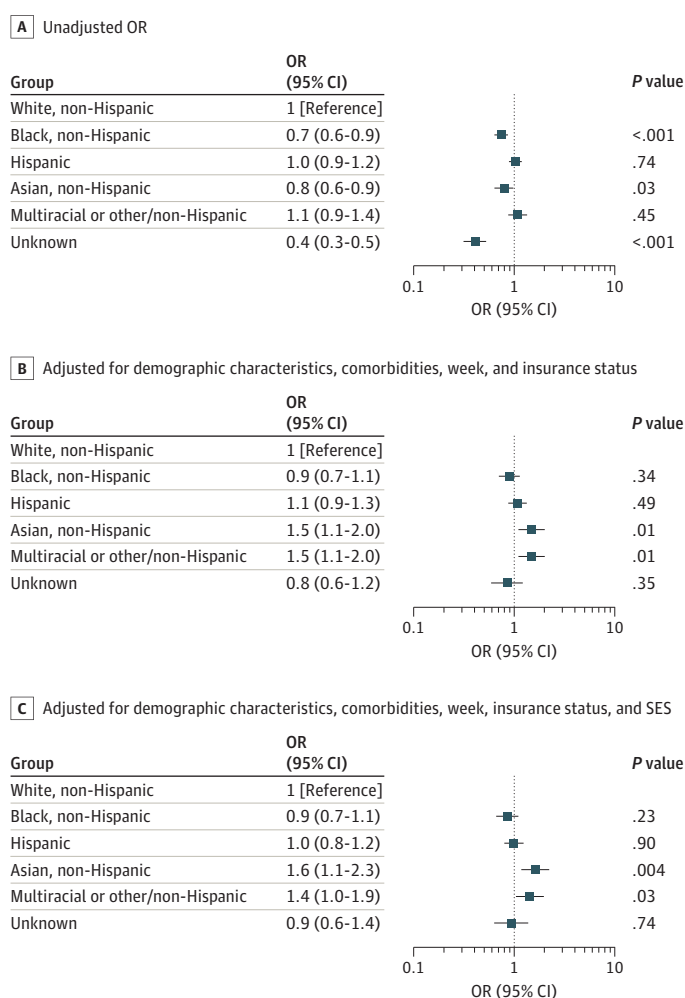 A Unadjusted OR
OR
Group (95% CI) P value
White, non-Hispanic 1 [Reference]
Black, non-Hispanic 0.7 (0.6-0.9) <.001
Hispanic 1.0 (0.9-1.2) .74
Asian, non-Hispanic 0.8 (0.6-0.9) .03
Multiracial or other/non-Hispanic 1.1 (0.9-1.4) .45
Unknown 0.4 (0.3-0.5) <.001
0.1 1 10
OR (95% CI)
B Adjusted for demographic characteristics, comorbidities, week, and insurance status
OR
Group (95% CI) P value
White, non-Hispanic 1 [Reference]
Black, non-Hispanic 0.9 (0.7-1.1) .34
Hispanic 1.1 (0.9-1.3) .49
Asian, non-Hispanic 1.5 (1.1-2.0) .01
Multiracial or other/non-Hispanic 1.5 (1.1-2.0) .01
Unknown 0.8 (0.6-1.2) .35
0.1 1 10
OR (95% CI)
C Adjusted for demographic characteristics, comorbidities, week, insurance status, and SES
OR
Group (95% CI) P value
White, non-Hispanic 1 [Reference]
Black, non-Hispanic 0.9 (0.7-1.1) .23
Hispanic 1.0 (0.8-1.2) .90
Asian, non-Hispanic 1.6 (1.1-2.3) .004
Multiracial or other/non-Hispanic 1.4 (1.0-1.9) .03
Unknown 0.9 (0.6-1.4) .74
0.1 1 10
OR (95% CI)